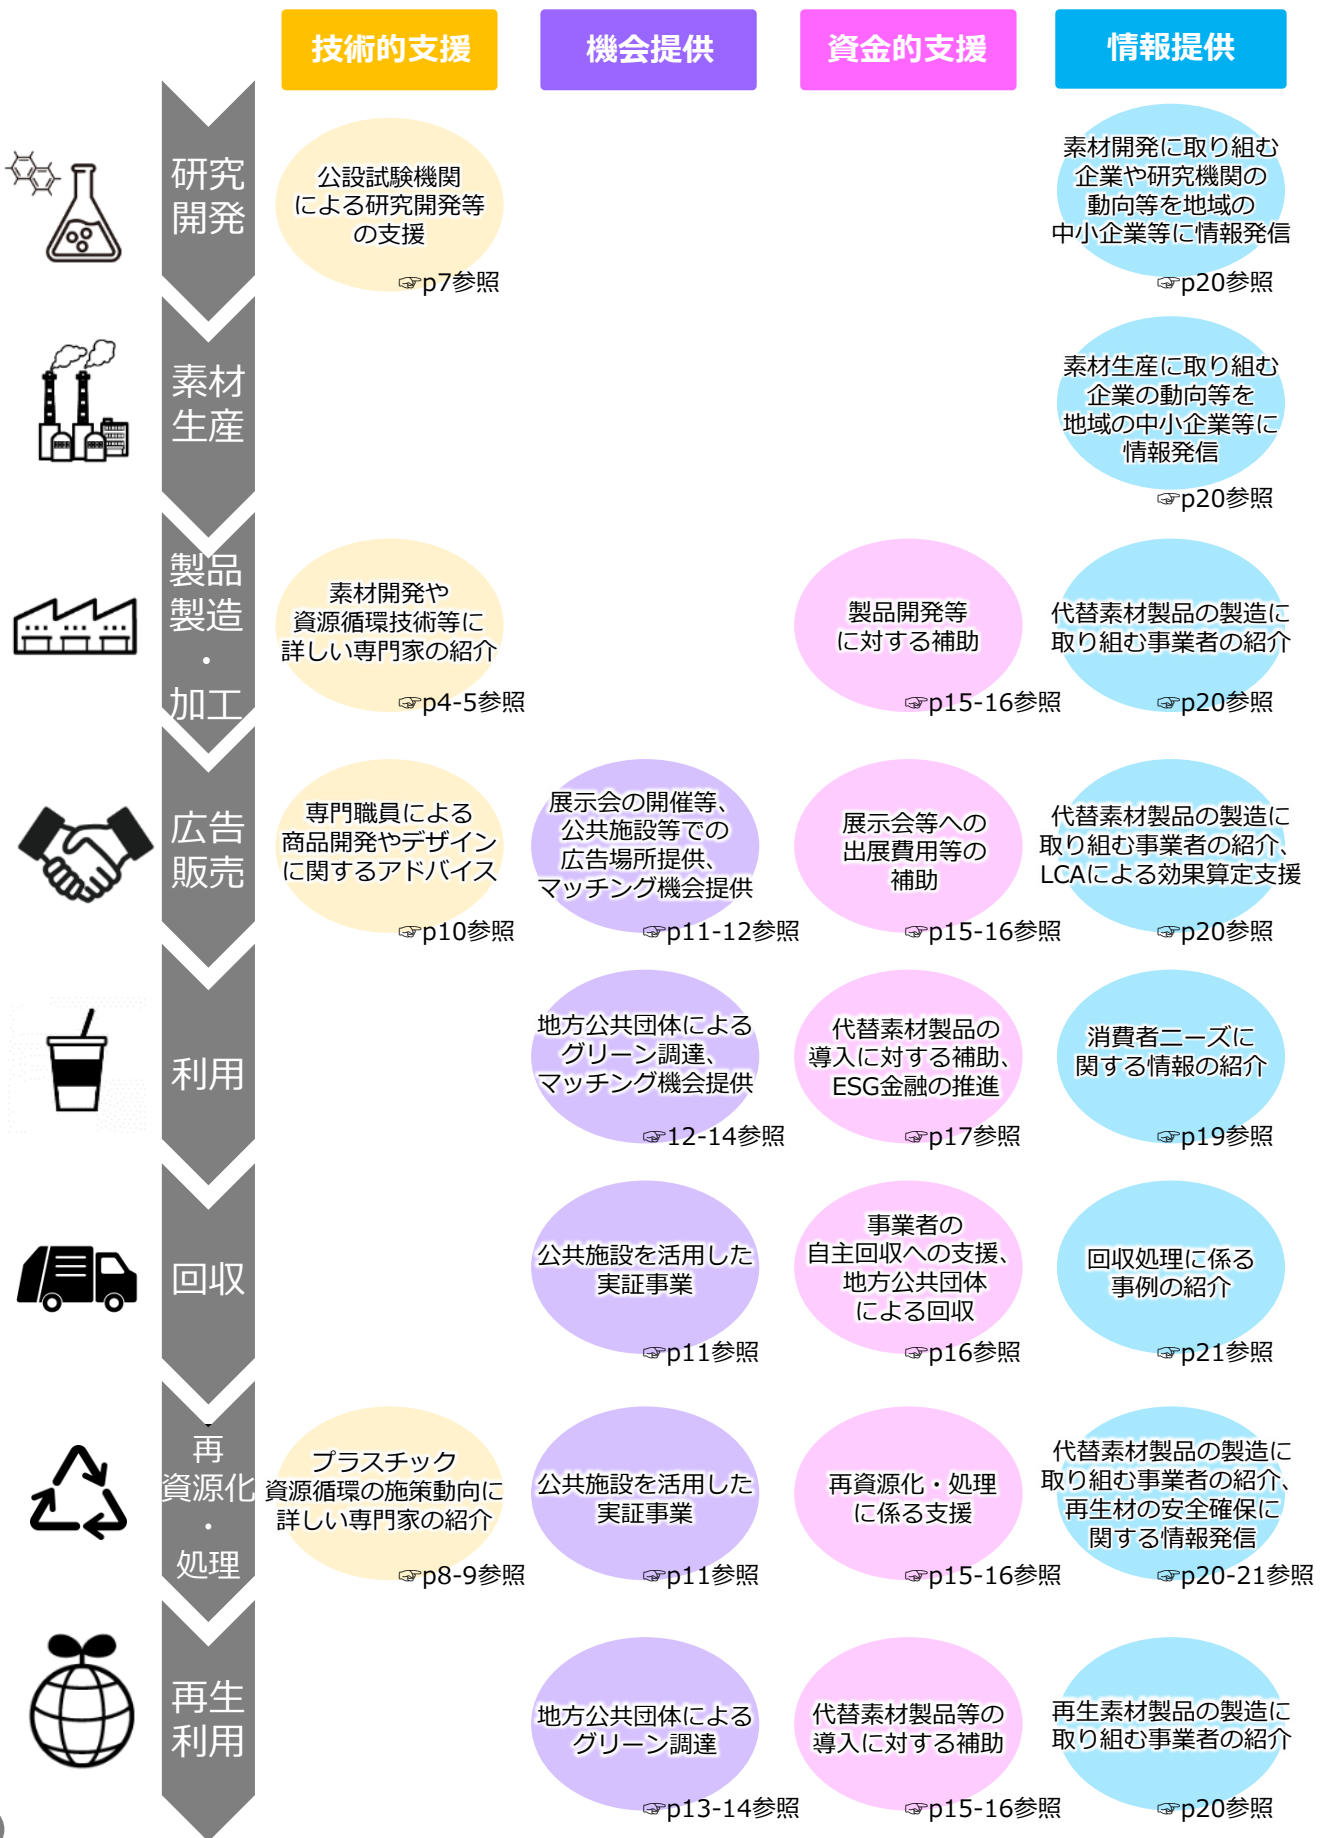 技術的支援
機会提供
資金的支援
情報提供
研究
開発
公設試験機関
による研究開発等
の支援
☞p7参照
素材開発に取り組む
企業や研究機関の
動向等を地域の
中小企業等に情報発信
☞p20参照
素材
生産
素材生産に取り組む
企業の動向等を
地域の中小企業等に
情報発信
☞p20参照
製品
製造
・
加工
素材開発や
資源循環技術等に
詳しい専門家の紹介
☞p4-5参照
製品開発等
に対する補助
☞p15-16参照
代替素材製品の製造に
取り組む事業者の紹介
☞p20参照
広告
販売
専門職員による
商品開発やデザイン
に関するアドバイス
☞p10参照
展示会の開催等、
公共施設等での
広告場所提供、
マッチング機会提供
☞p11-12参照
展示会等への
出展費用等の
補助
☞p15-16参照
代替素材製品の製造に
取り組む事業者の紹介、
LCAによる効果算定支援
☞p20参照
利用
地方公共団体による
グリーン調達、
マッチング機会提供
☞12-14参照
代替素材製品の
導入に対する補助、
ESG金融の推進
☞p17参照
消費者ニーズに
関する情報の紹介
☞p19参照
回収
公共施設を活用した
実証事業
☞p11参照
事業者の
自主回収への支援、
地方公共団体
による回収
☞p16参照
回収処理に係る
事例の紹介
☞p21参照
再
資源化
・
処理
プラスチック
資源循環の施策動向に
詳しい専門家の紹介
☞p8-9参照
公共施設を活用した
実証事業
☞p11参照
再資源化・処理
に係る支援
☞p15-16参照
代替素材製品の製造に
取り組む事業者の紹介、
再生材の安全確保に
関する情報発信
☞p20-21参照
再生
利用
地方公共団体による
グリーン調達
☞p13-14参照
代替素材製品等の
導入に対する補助
☞p15-16参照
再生素材製品の製造に
取り組む事業者の紹介
☞p20参照